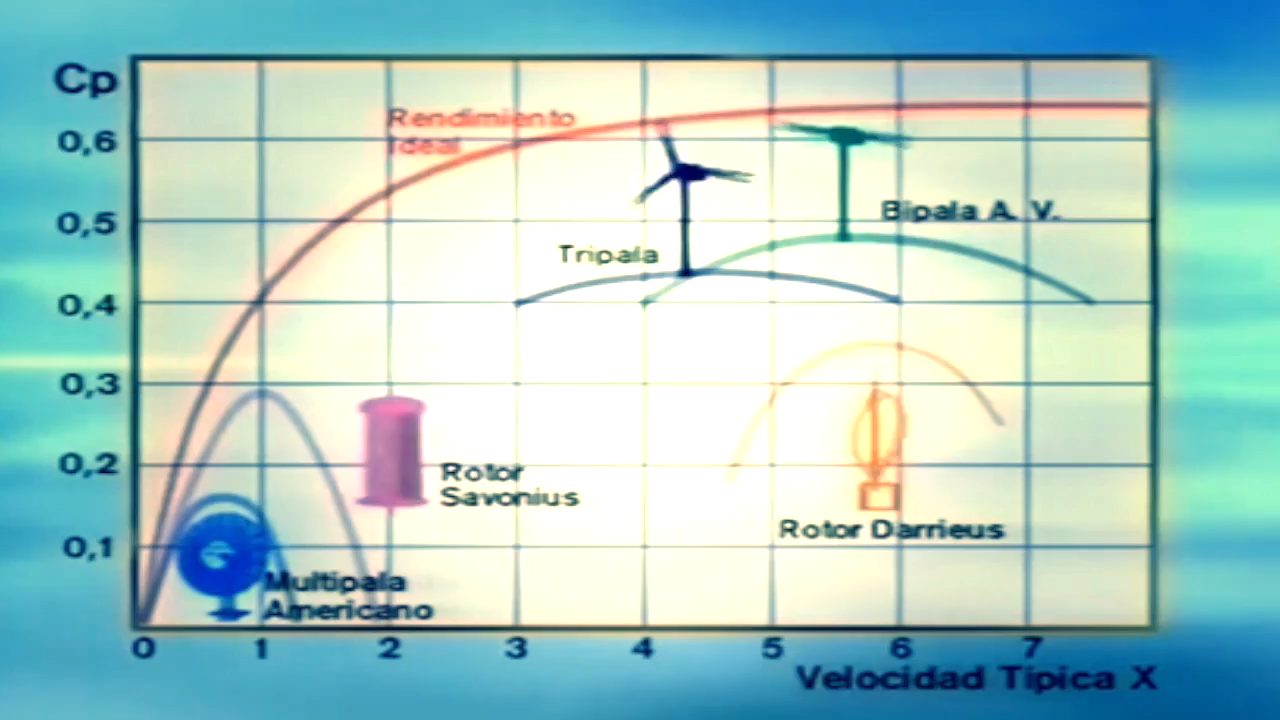 Cp
Rendimiento
Ideal
0,6
0,5
Bipala A. V.
Tripala
0,4
0,3
0,2
Rotor
Savonius
Rotor Darrieus
0,1
Multipala
Americano
0 1 2 3 4 5 6 7
Velocidad Tipica X